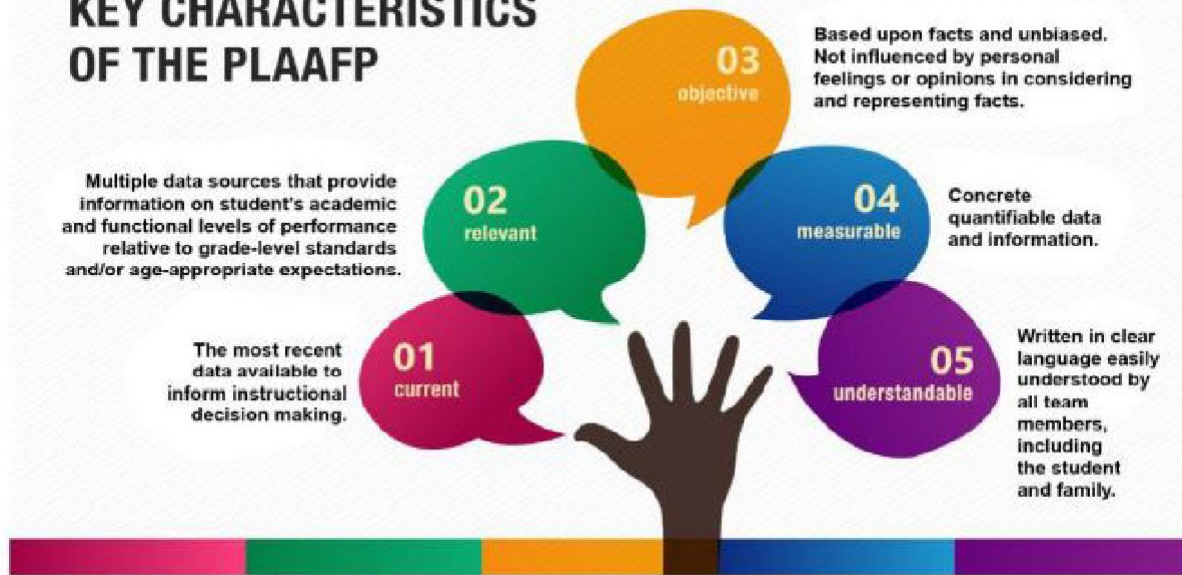 KEY CHARACTERISTICS
OF THE PLAAFP
01
current
The most recent
data available to
inform instructional
decision making.
02
relevant
Multiple data sources that provide
information on student's academic
and functional levels of performance
relative to grade-level standards
and/or age-appropriate expectations.
03
objective
Based upon facts and unbiased.
Not influenced by personal
feelings or opinions in considering
and representing facts.
04
measurable
Concrete
quantifiable data
and information.
05
understandable
Written in clear
language easily
understood by
all team
members,
including
the student
and family.